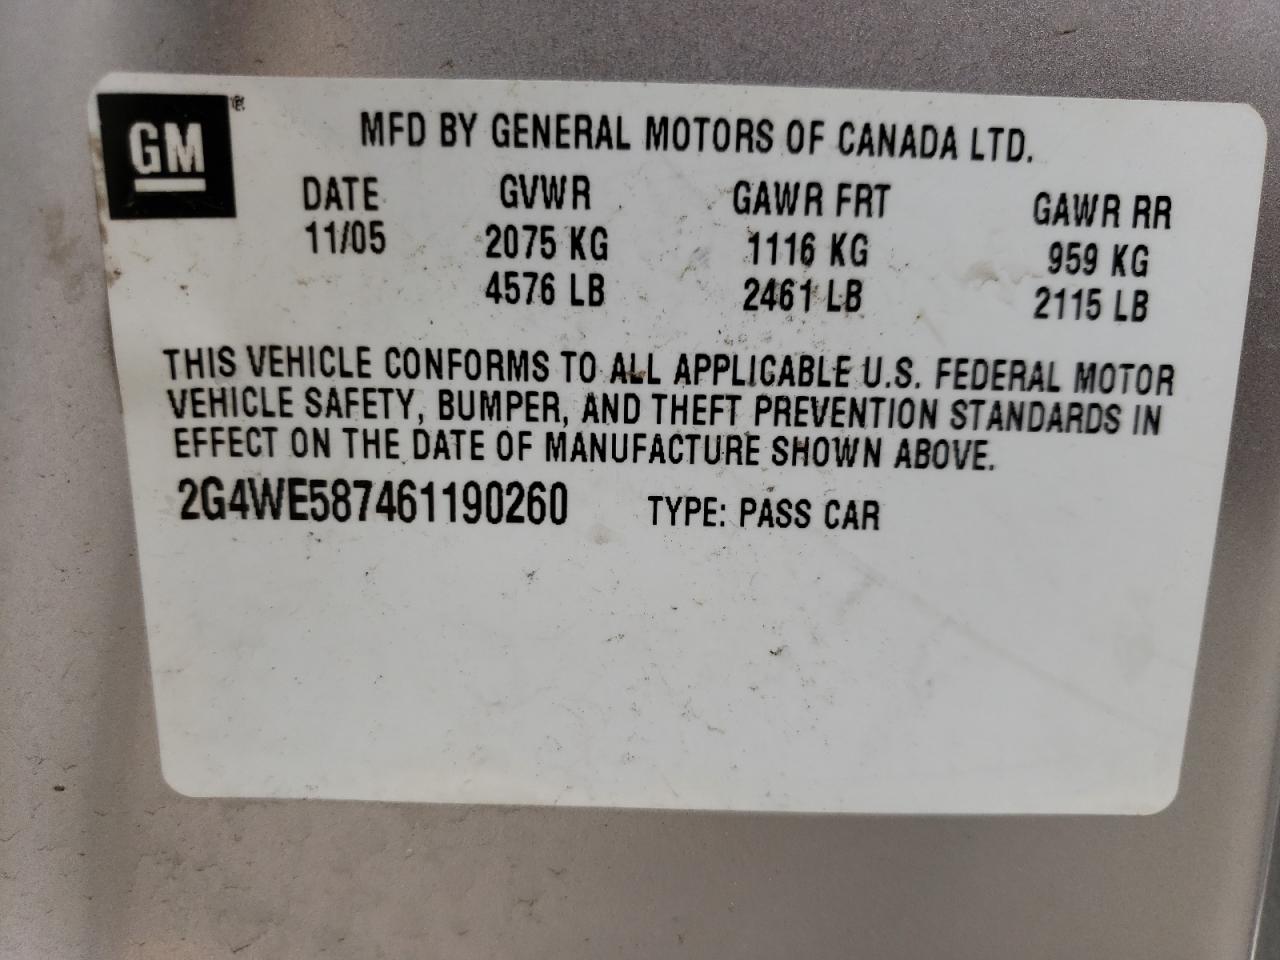 GM®
MFD BY GENERAL MOTORS OF CANADA LTD.
DATE GVWR GAWR FRT GAWR RR
11/05 2075 KG 1116 KG 959 KG
4576 LB 2461 LB 2115 LB
THIS VEHICLE CONFORMS TO ALL APPLICABLE U.S. FEDERAL MOTOR
VEHICLE SAFETY, BUMPER, AND THEFT PREVENTION STANDARDS IN
EFFECT ON THE DATE OF MANUFACTURE SHOWN ABOVE.
2G4WE587461190260 TYPE: PASS CAR